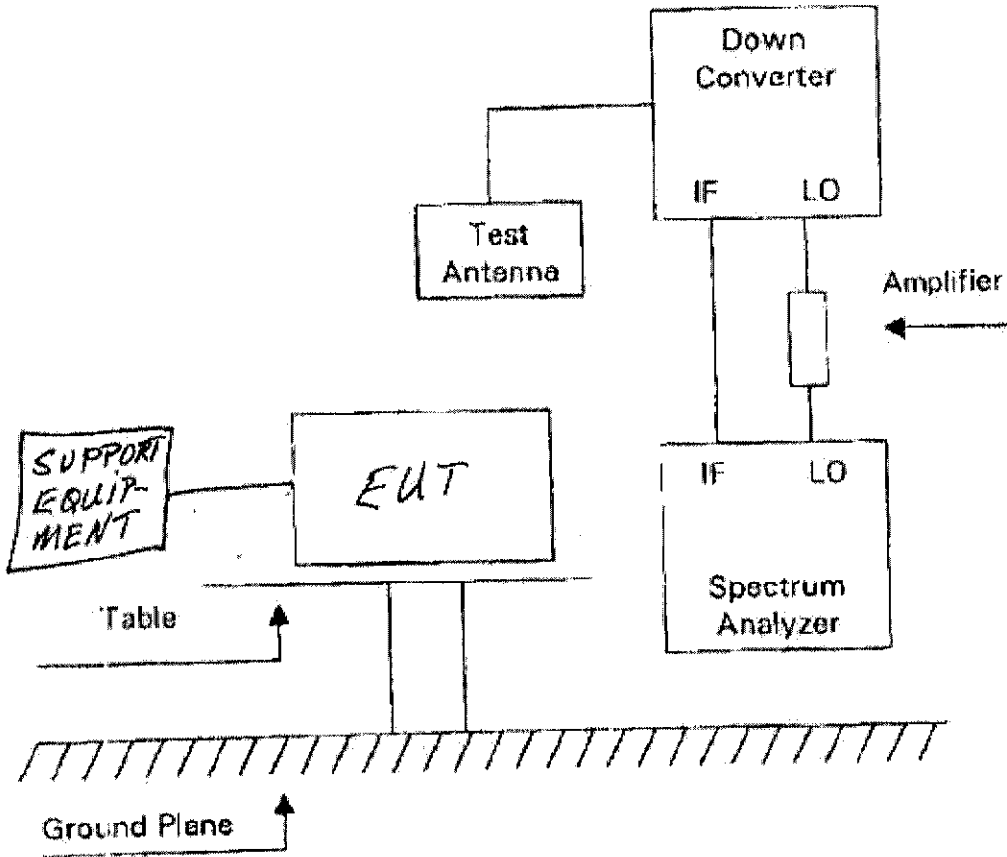 Down
Converter
IF LO
Test
Antenna
Amplifier
SUPPORT
EQUIP-
MENT
EUT
IF LO
Spectrum
Analyzer
Table
Ground Plane